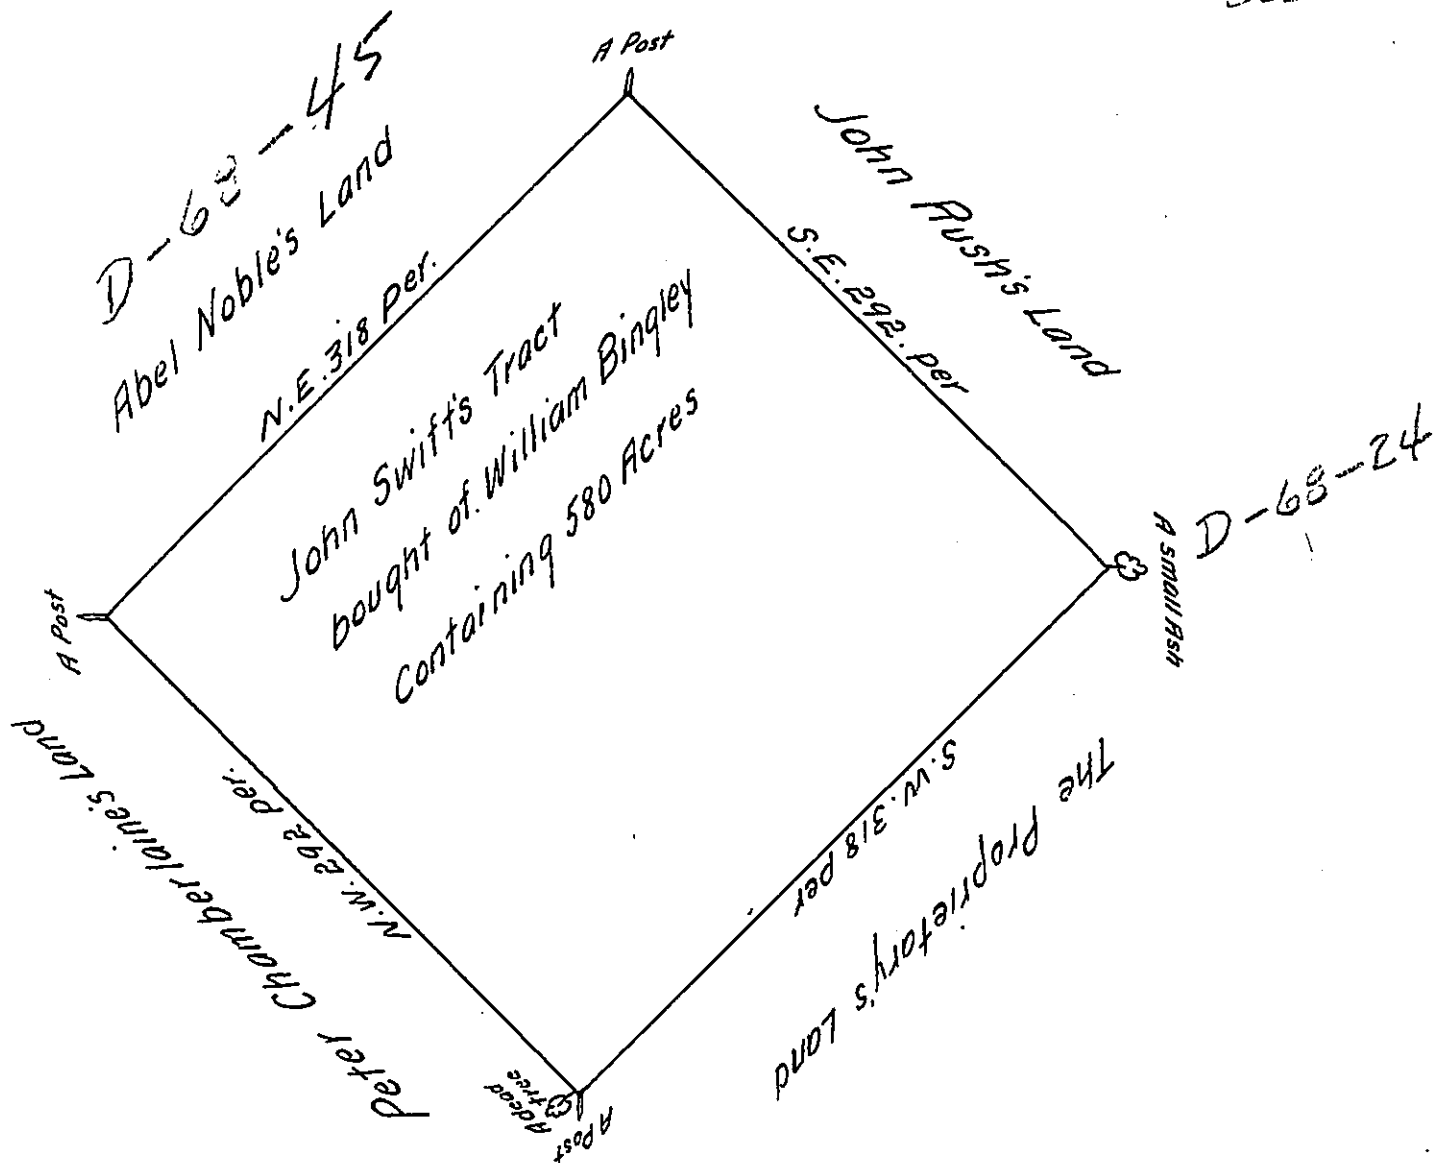 A Post
D-68-45
Abel Noble's Land
N.E. 318 Per.
John Rush's Land
S.E. 292. per
John Swift's Tract
bought of. William Bingley
Containing 580 Acres
D-68-24
A small Ash
A Post
Peter Chamberlaine's Land
N.W. 292 per.
S.W. 318 per
The Proprietary's Land
A dead
tree
A Post